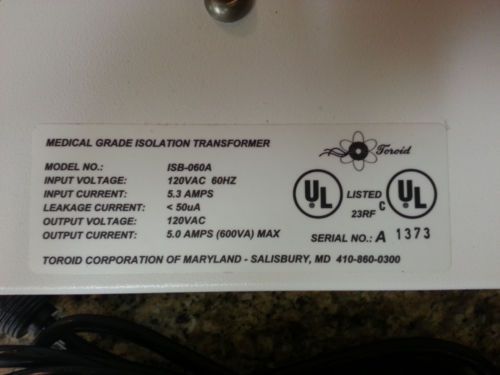 MEDICAL GRADE ISOLATION TRANSFORMER
Toroid
MODEL NO.: ISB-060A
INPUT VOLTAGE: 120VAC 60HZ
INPUT CURRENT: 5.3 AMPS
LEAKAGE CURRENT: < 50uA
OUTPUT VOLTAGE: 120VAC
OUTPUT CURRENT: 5.0 AMPS (600VA) MAX
UL LISTED C UL
23RF
SERIAL NO.: A 1373
TOROID CORPORATION OF MARYLAND - SALISBURY, MD 410-860-0300